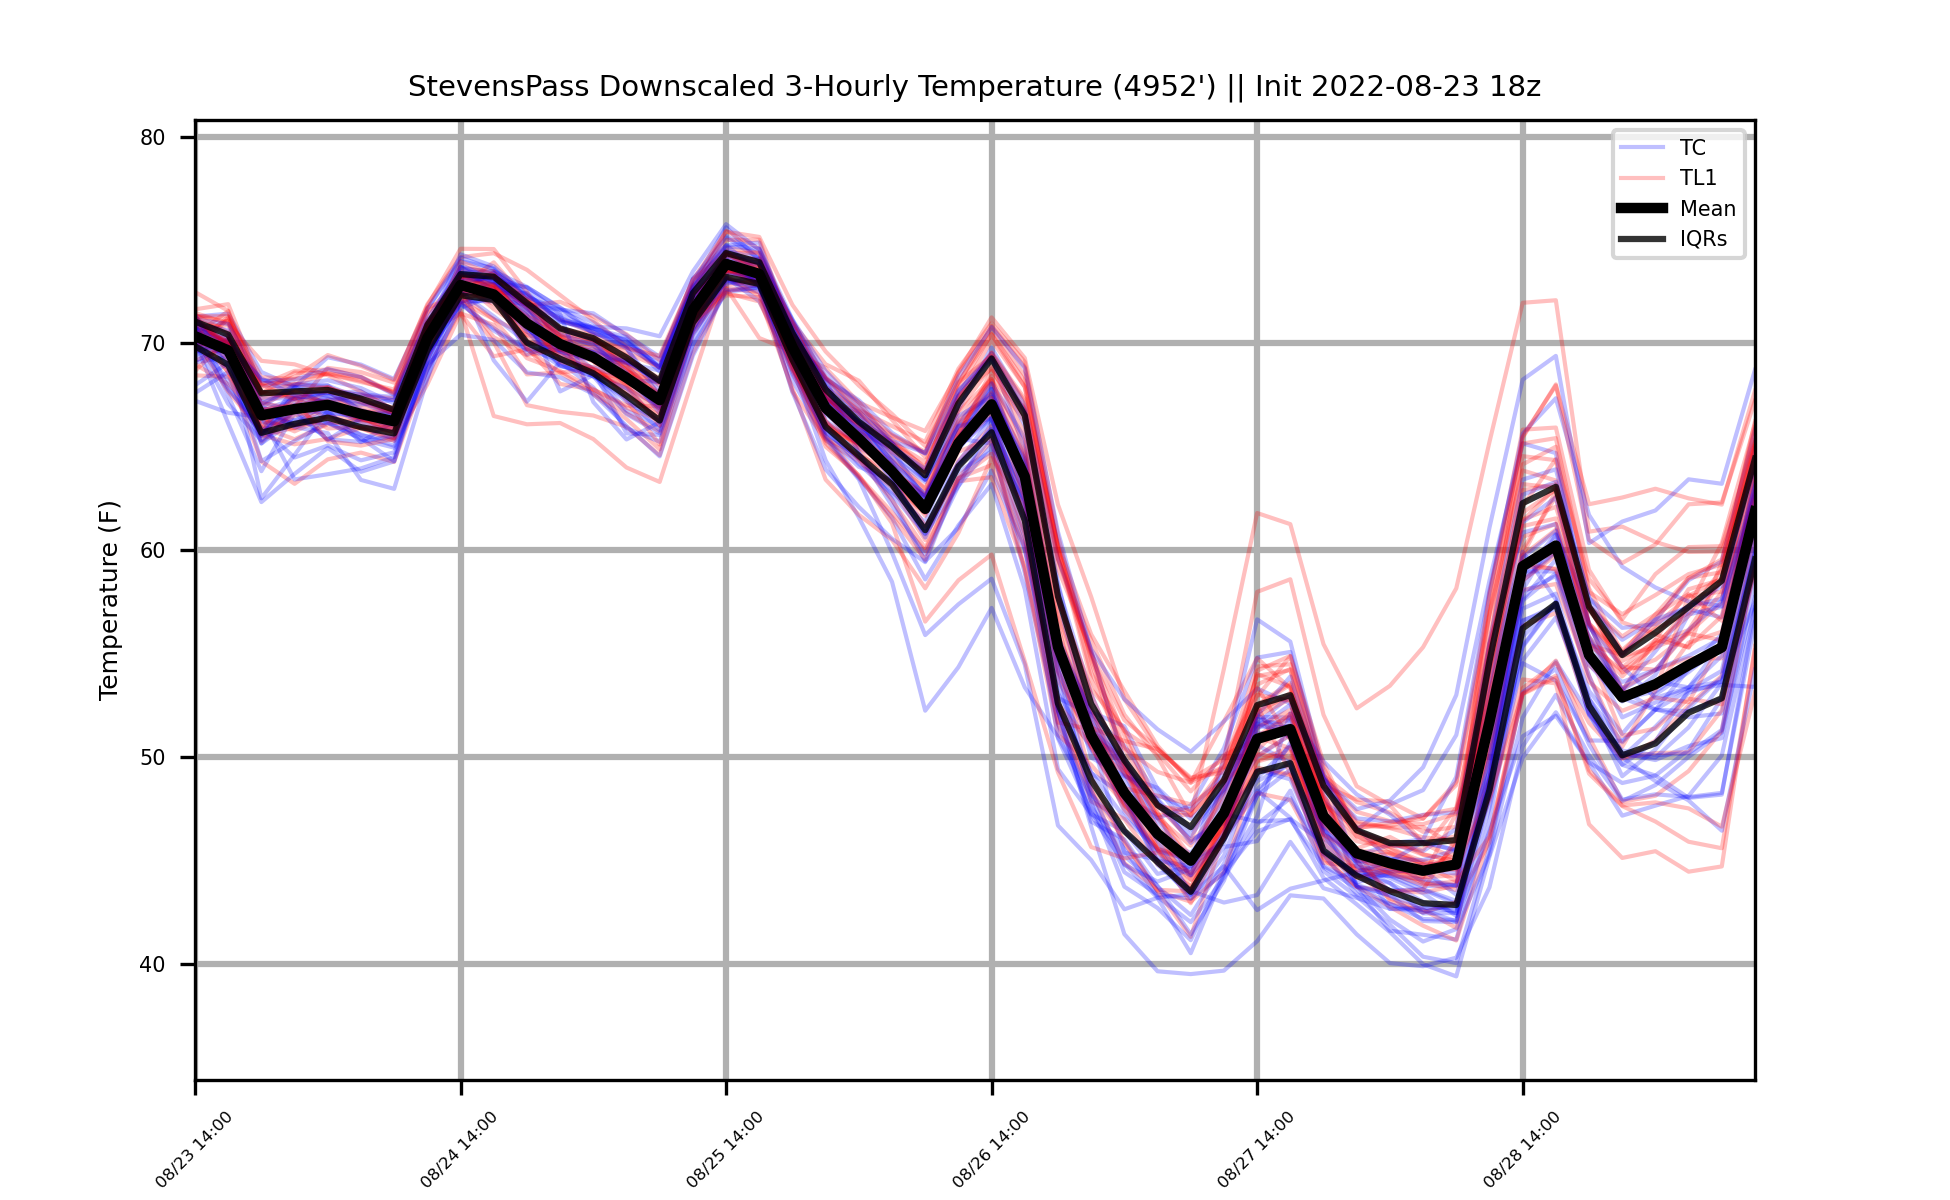 StevensPass Downscaled 3-Hourly Temperature (4952') || Init 2022-08-23 18z
TC
TL1
Mean
IQRs
Temperature (F)
80
70
60
50
40
08/23 14:00
08/24 14:00
08/25 14:00
08/26 14:00
08/27 14:00
08/28 14:00